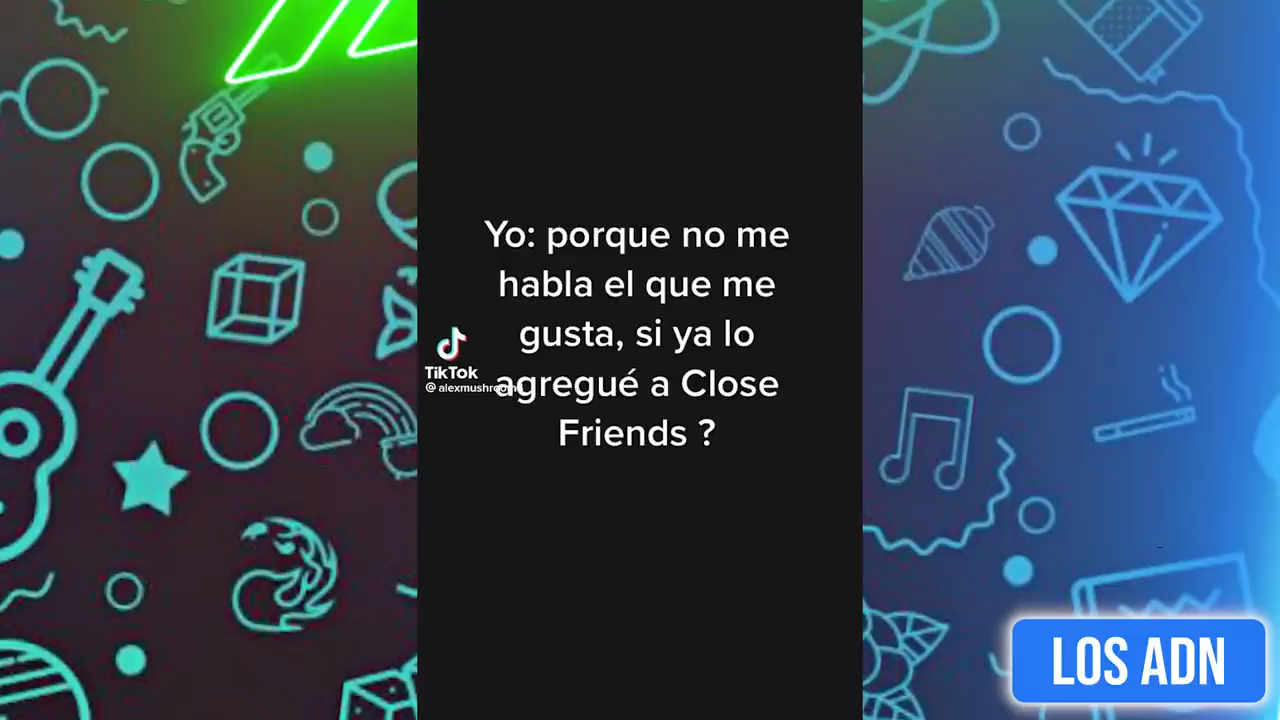 Yo: porque no me
habla el que me
gusta, si ya lo
agregué a Close
Friends ?
TikTok
LOS ADN